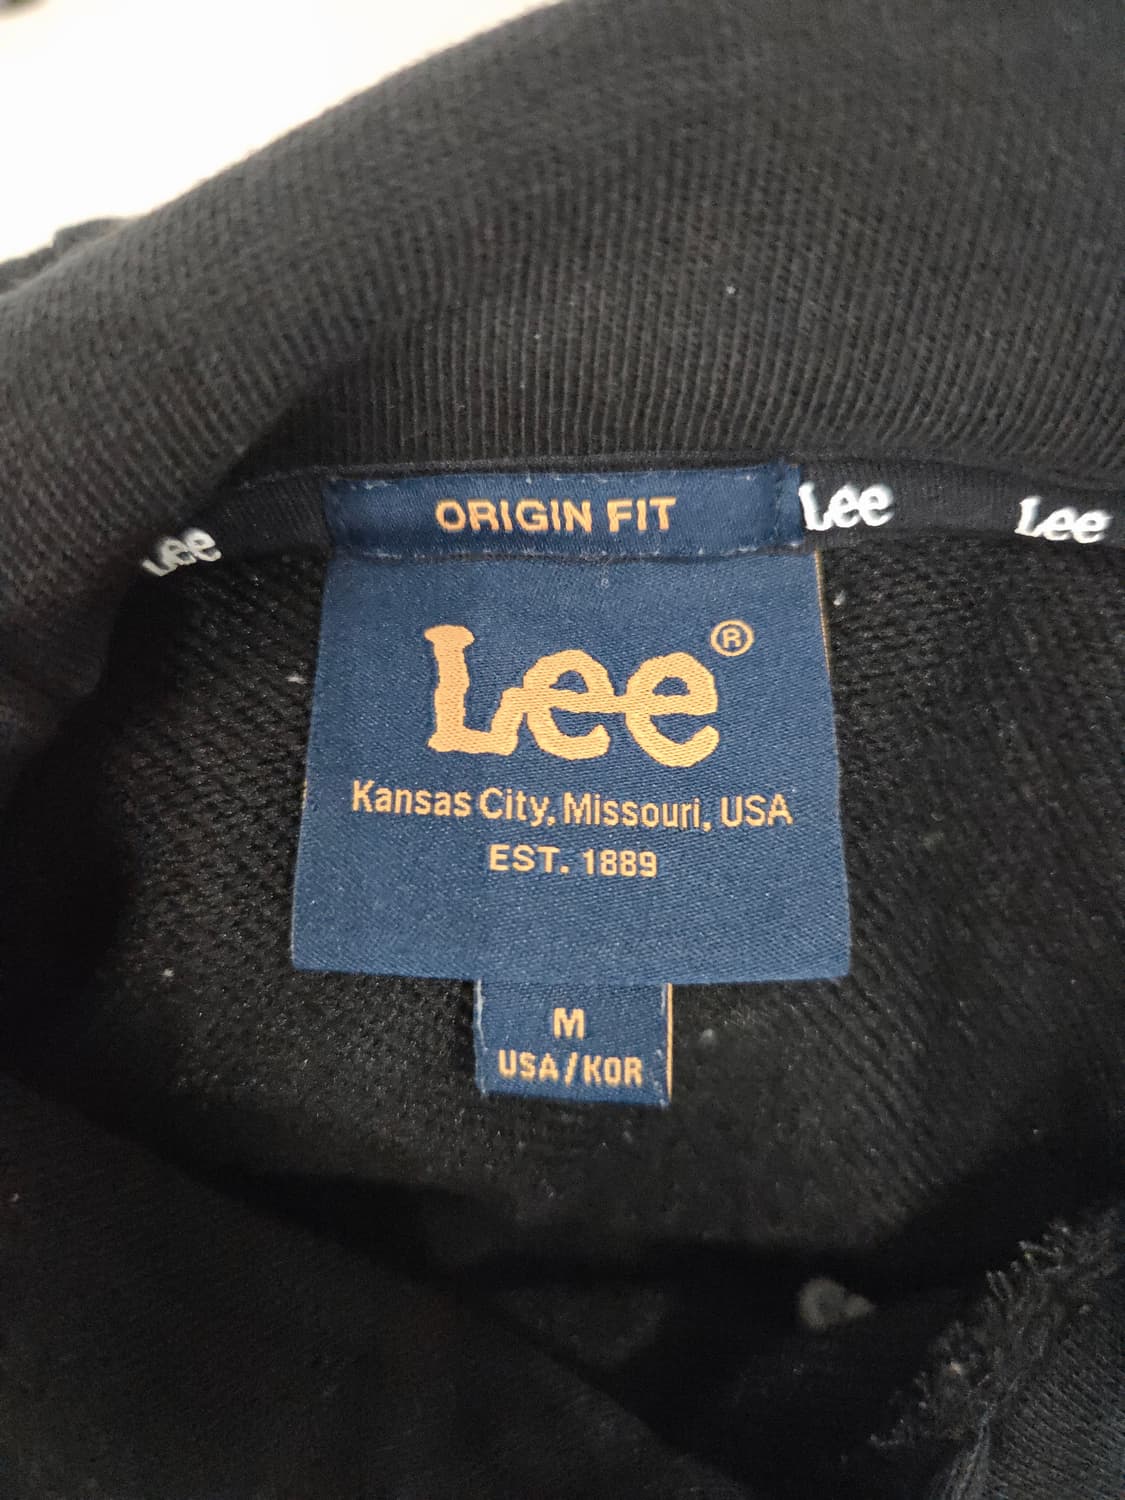 ORIGIN FIT
Lee Lee Lee
Lee®
Kansas City, Missouri, USA
EST. 1889
M
USA/KOR